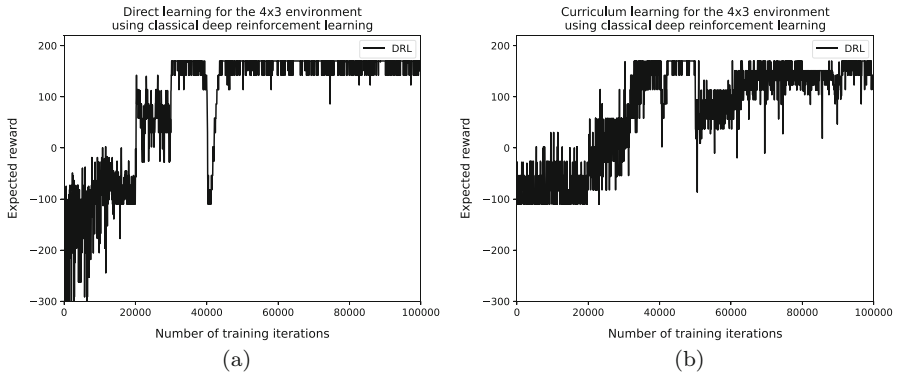 Direct learning for the 4x3 environment
using classical deep reinforcement learning
200
100
0
−100
−200
−300
Expected reward
DRL
0
20000
40000
60000
80000
100000
Number of training iterations
(a)
Curriculum learning for the 4x3 environment
using classical deep reinforcement learning
200
100
0
−100
−200
−300
Expected reward
DRL
0
20000
40000
60000
80000
100000
Number of training iterations
(b)